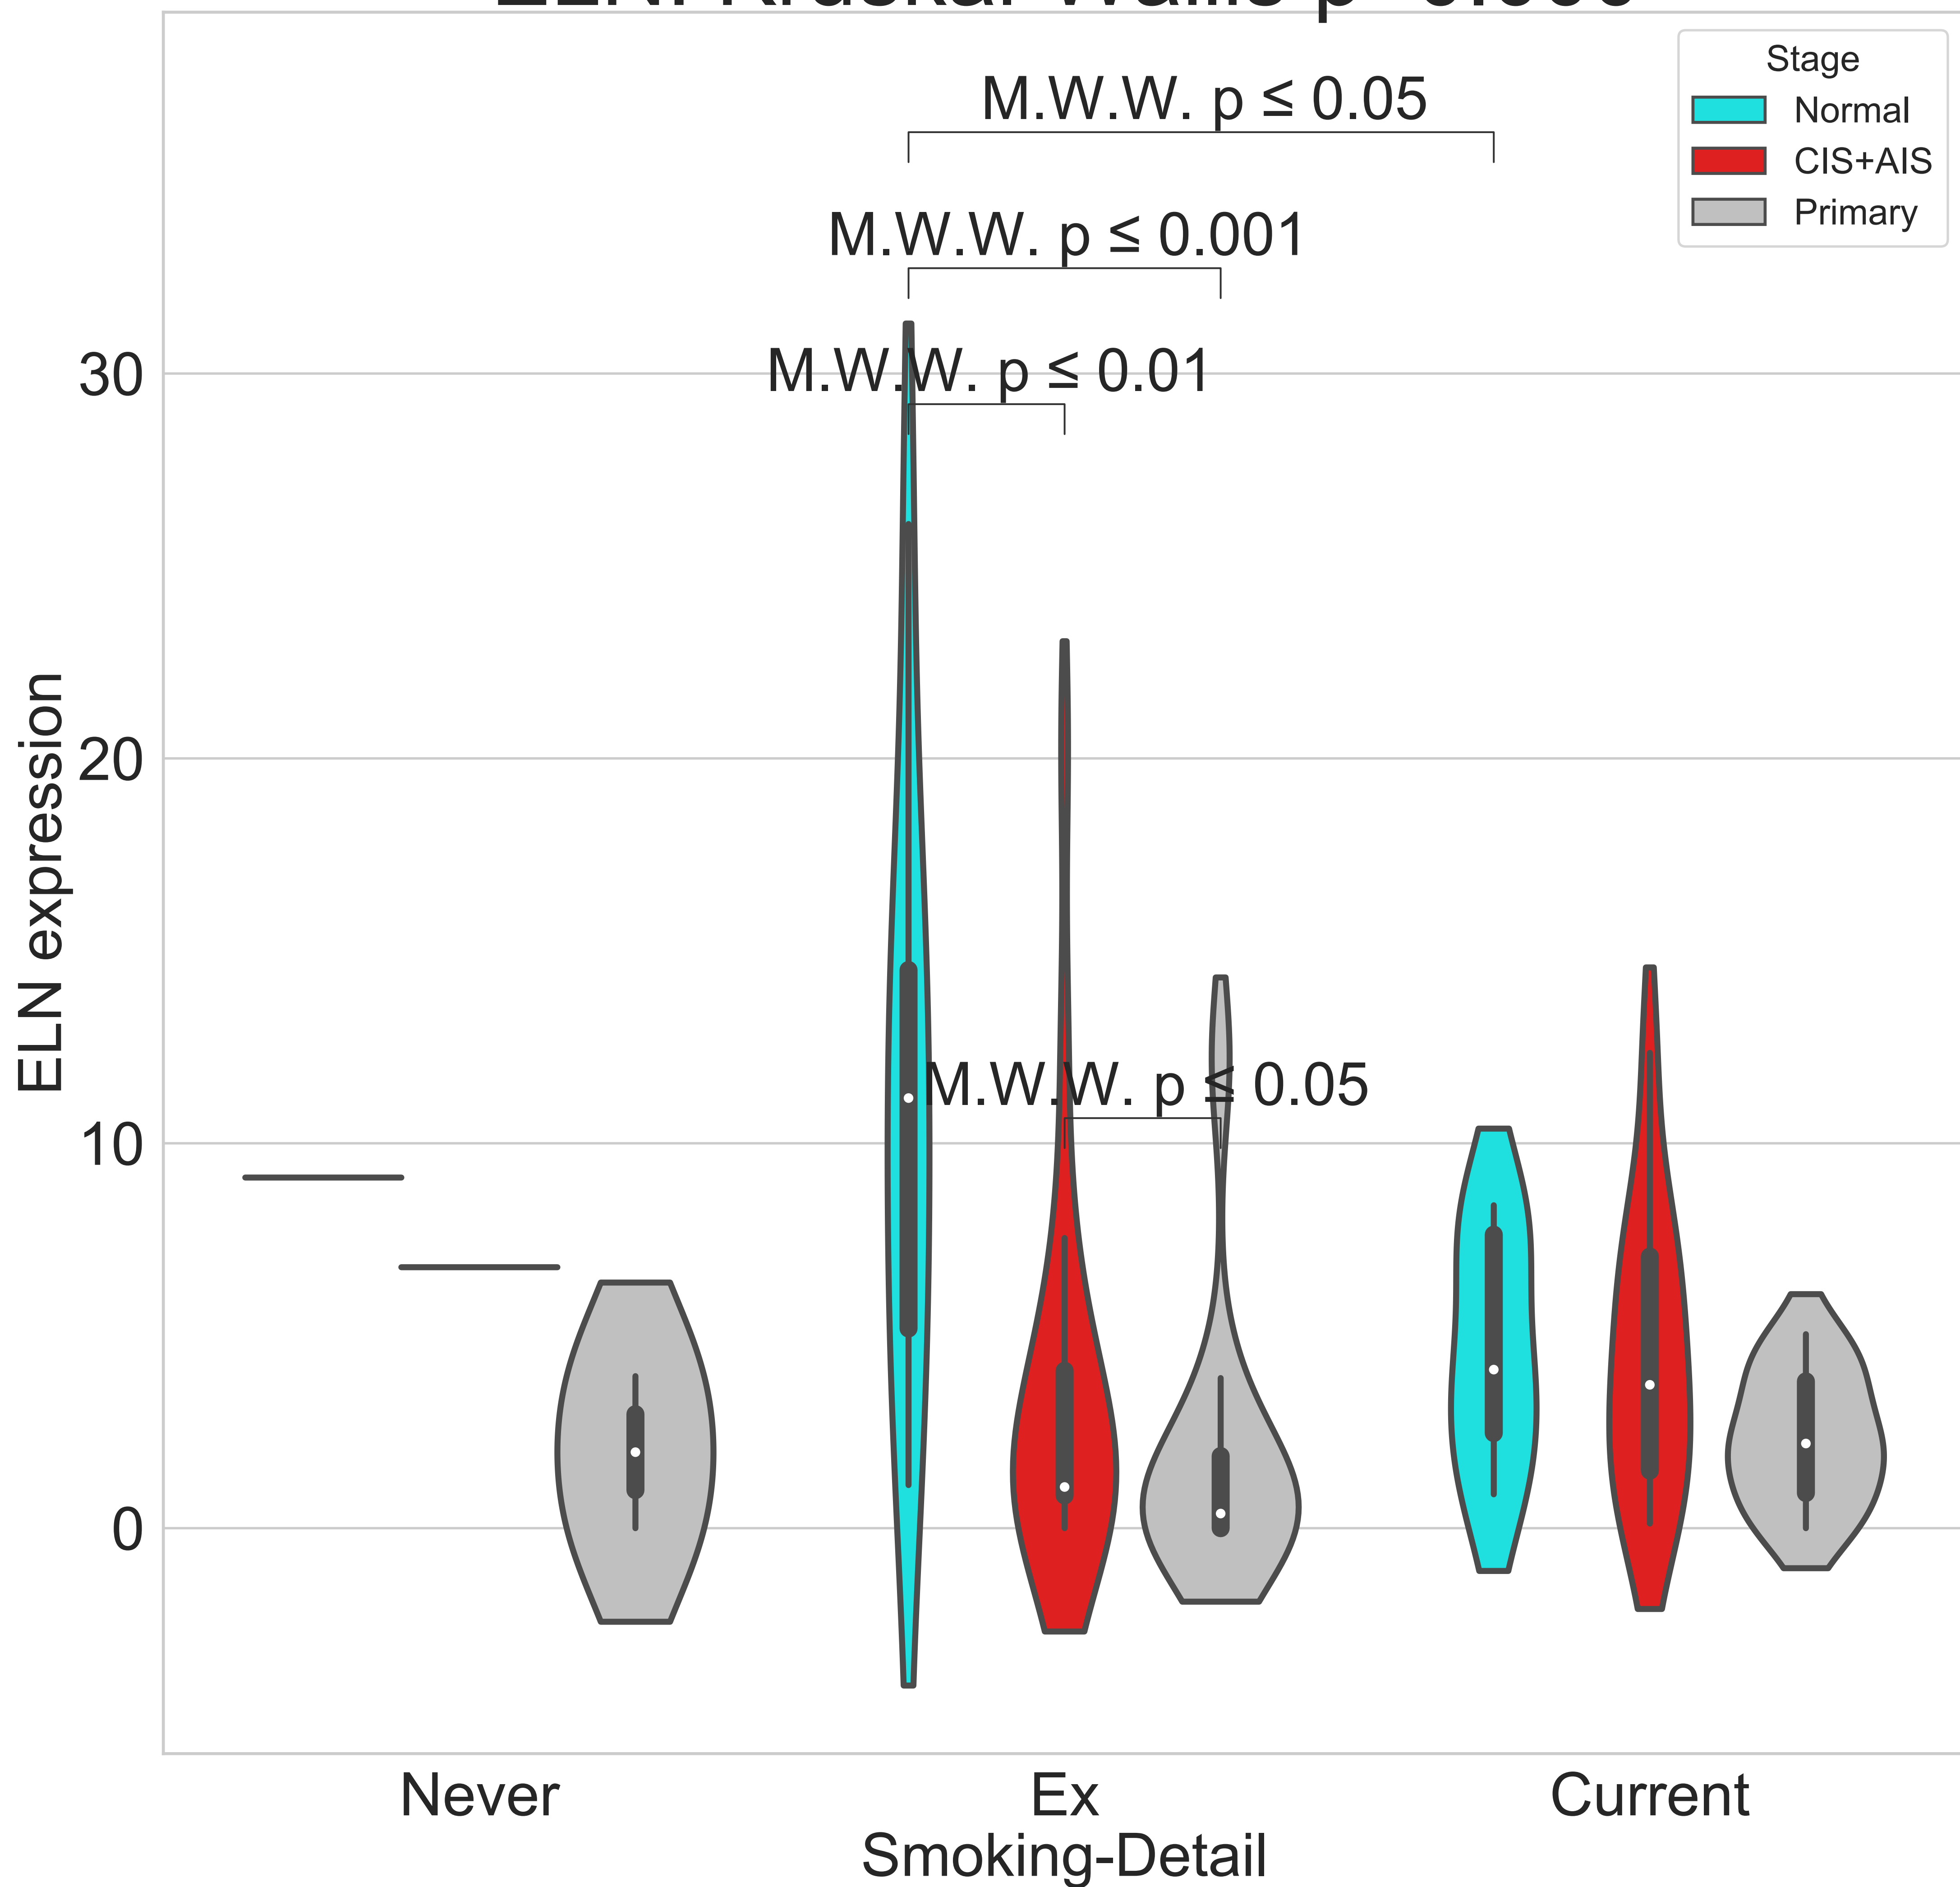 Stage
Normal
CIS+AIS
Primary
M.W.W. p ≤ 0.05
M.W.W. p ≤ 0.001
M.W.W. p ≤ 0.01
M.W.W. p ≤ 0.05
ELN expression
30
20
10
0
Never
Ex
Current
Smoking-Detail